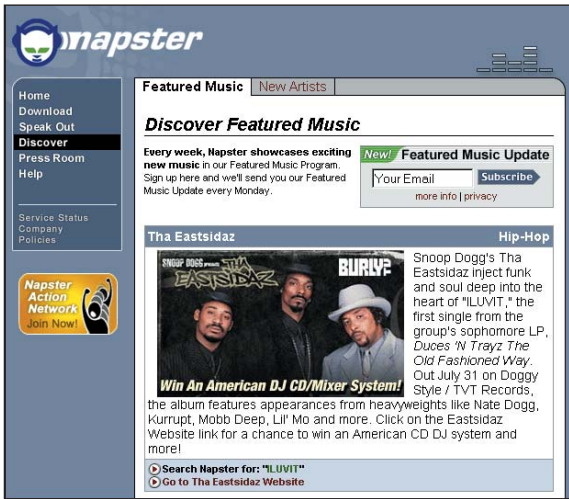 napster
Home
Download
Speak Out
Discover
Press Room
Help
Service Status
Company
Policies
Napster
Action
Network
Join Now!
Featured Music
New Artists
Discover Featured Music
Every week, Napster showcases exciting
new music in our Featured Music Program.
Sign up here and we'll send you our Featured
Music Update every Monday.
New! Featured Music Update
Your Email Subscribe
more info | privacy
Tha Eastsidaz Hip-Hop
SNOOP DOGG PRESENTS THA
EASTSIDAZ
BURLY
Win An American DJ CD/Mixer System!
Snoop Dogg's Tha
Eastsidaz inject funk
and soul deep into the
heart of "ILUVIT," the
first single from the
group's sophomore LP,
Duces 'N Trayz The
Old Fashioned Way.
Out July 31 on Doggy
Style / TVT Records,
the album features appearances from heavyweights like Nate Dogg,
Kurrupt, Mobb Deep, Lil' Mo and more. Click on the Eastsidaz
Website link for a chance to win an American CD DJ system and
more!
Search Napster for: "ILUVIT"
Go to Tha Eastsidaz Website